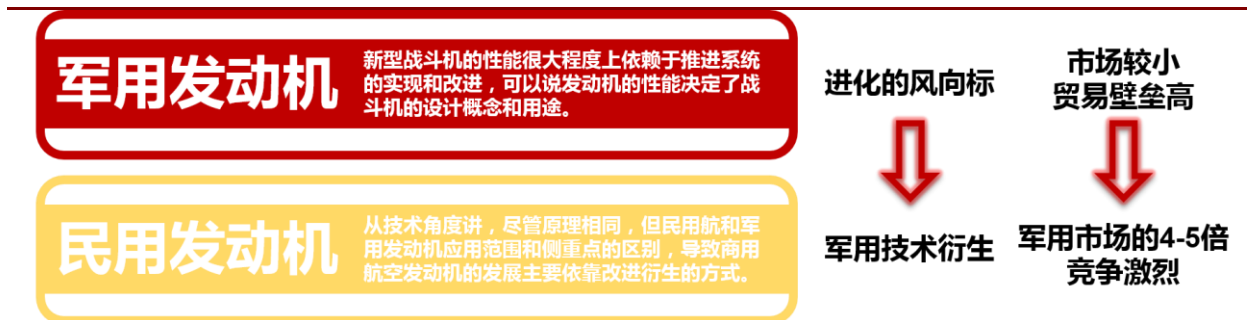 军用发动机
新型战斗机的性能很大程度上依赖于推进系统
的实现和改进，可以说发动机的性能决定了战
斗机的设计概念和用途。
进化的风向标
市场较小
贸易壁垒高
民用发动机
从技术角度讲，尽管原理相同，但民用航和军
用发动机应用范围和侧重点的区别，导致商用
航空发动机的发展主要依靠改进衍生的方式。
军用技术衍生
军用市场的4-5倍
竞争激烈